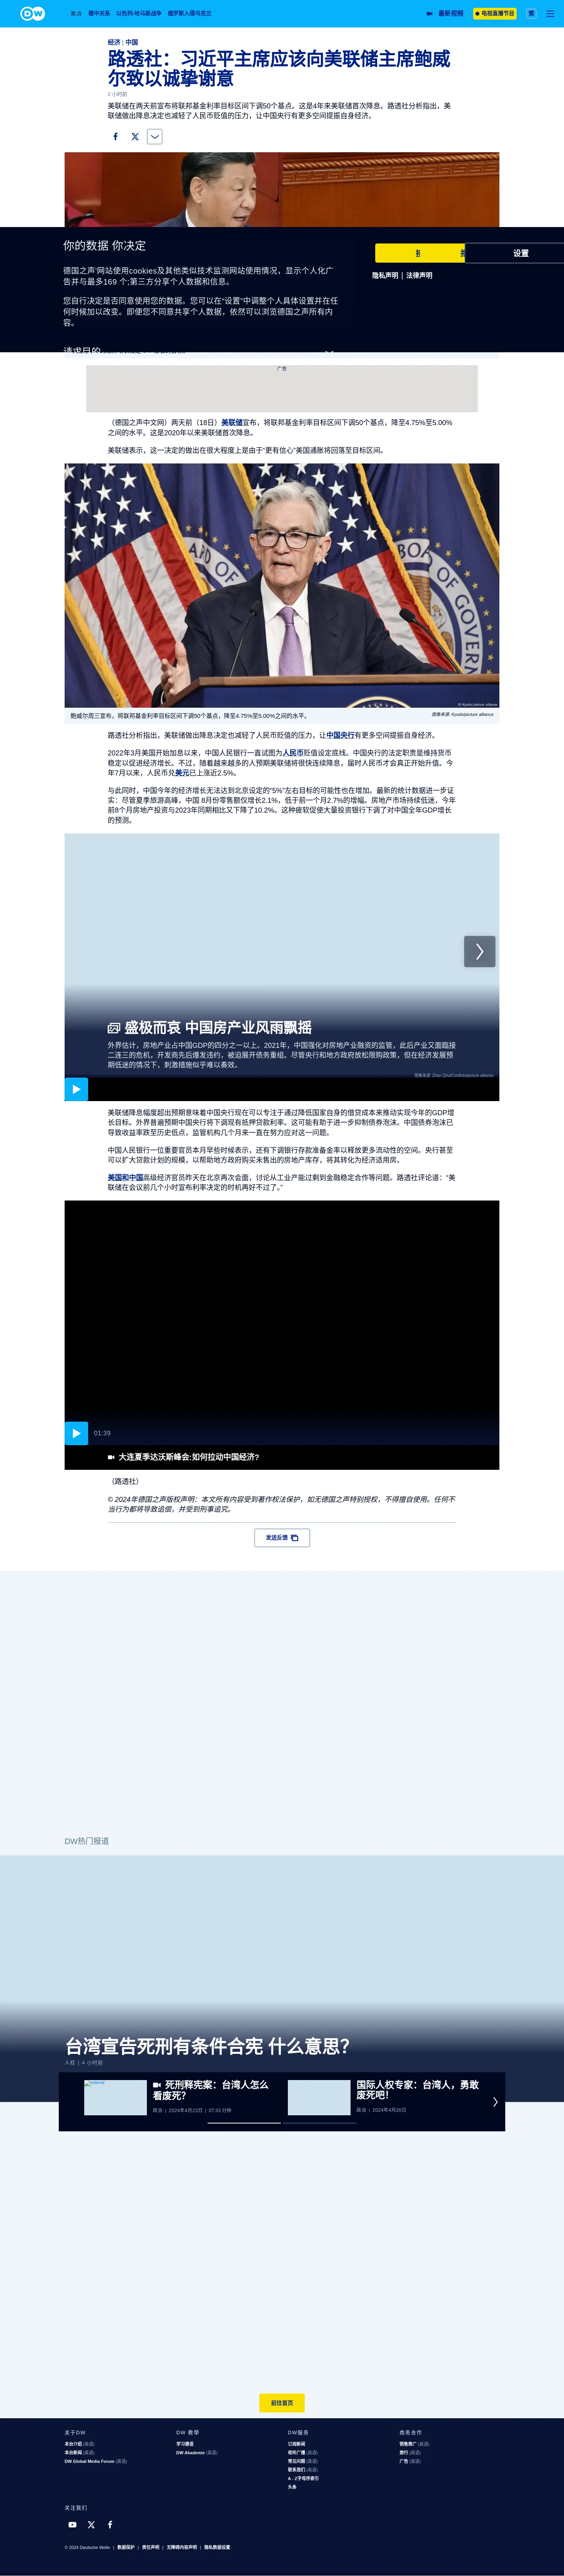 DW
焦点 德中关系 以色列-哈马斯战争 俄罗斯入侵乌克兰 最新视频 电视直播节目 繁
经济 | 中国
路透社：习近平主席应该向美联储主席鲍威
尔致以诚挚谢意
2 小时前
美联储在两天前宣布将联邦基金利率目标区间下调50个基点。这是4年来美联储首次降息。路透社分析指出，美
联储做出降息决定也减轻了人民币贬值的压力，让中国央行有更多空间提振自身经济。
你的数据 你决定
设置
隐私声明 | 法律声明
德国之声'网站使用cookies及其他类似技术监测网站使用情况，显示个人化广
告与最多169 个;第三方分享个人数据和信息。
您自行决定是否同意使用您的数据。您可以在“设置”中调整个人具体设置并在任
何时候加以改变。即便您不同意共享个人数据，依然可以浏览德国之声所有内
容。
请求目的
广告
（德国之声中文网）两天前（18日）美联储宣布，将联邦基金利率目标区间下调50个基点，降至4.75%至5.00%
之间的水平。这是2020年以来美联储首次降息。
美联储表示，这一决定的做出在很大程度上是由于“更有信心”美国通胀将回落至目标区间。
© Kyodo/picture alliance
鲍威尔周三宣布，将联邦基金利率目标区间下调50个基点，降至4.75%至5.00%之间的水平。
图像来源: Kyodo/picture alliance
路透社分析指出，美联储做出降息决定也减轻了人民币贬值的压力，让中国央行有更多空间提振自身经济。
2022年3月美国开始加息以来，中国人民银行一直试图为人民币贬值设定底线。中国央行的法定职责是维持货币
稳定以促成经济增长。不过，随着越来越多的人预期美联储将很快连续降息，届时人民币才会真正开始升值。今
年7月以来，人民币兑美元已上涨近2.5%。
与此同时，中国今年的经济增长无法达到北京设定的“5%”左右目标的可能性也在增加。最新的统计数据进一步证
实：尽管夏季旅游高峰，中国 8月份零售额仅增长2.1%，低于前一个月2.7%的增幅。房地产市场持续低迷，今年
前8个月房地产投资与2023年同期相比又下降了10.2%。这种疲软促使大量投资银行下调了对中国全年GDP增长
的预测。
盛极而哀 中国房产业风雨飘摇
外界估计，房地产业占中国GDP的四分之一以上。2021年，中国强化对房地产业融资的监管，此后产业又面临接
二连三的危机，开发商先后爆发违约，被迫展开债务重组。尽管央行和地方政府放松限购政策，但在经济发展预
期低迷的情况下，刺激措施似乎难以奏效。
图像来源: Zhao Qirui/Costfoto/picture alliance
美联储降息幅度超出预期意味着中国央行现在可以专注于通过降低国家自身的借贷成本来推动实现今年的GDP增
长目标。外界普遍预期中国央行将下调现有抵押贷款利率。这可能有助于进一步抑制债券泡沫。中国债券泡沫已
导致收益率跌至历史低点，监管机构几个月来一直在努力应对这一问题。
中国人民银行一位重要官员本月早些时候表示，还有下调银行存款准备金率以释放更多流动性的空间。央行甚至
可以扩大贷款计划的规模，以帮助地方政府购买未售出的房地产库存，将其转化为经济适用房。
美国和中国高级经济官员昨天在北京再次会面，讨论从工业产能过剩到金融稳定合作等问题。路透社评论道：“美
联储在会议前几个小时宣布利率决定的时机再好不过了。”
01:39
大连夏季达沃斯峰会:如何拉动中国经济?
（路透社）
© 2024年德国之声版权声明：本文所有内容受到著作权法保护，如无德国之声特别授权，不得擅自使用。任何不
当行为都将导致追偿，并受到刑事追究。
发送反馈
DW热门报道
台湾宣告死刑有条件合宪 什么意思？
人权 | 4 小时前
死刑释宪案：台湾人怎么
看废死？
政治 | 2024年4月23日 | 07:33 分钟
国际人权专家：台湾人，勇敢
废死吧！
政治 | 2024年4月26日
前往首页
关于DW
本台介绍 (英语)
本台新闻 (英语)
DW Global Media Forum (英语)
DW 教學
学习德语
DW Akademie (英语)
DW服务
订阅新闻
收听广播 (英语)
常见问题 (英语)
联系我们 (英语)
A - Z字母序索引
头条
商务合作
销售推广 (英语)
旅行 (英语)
广告 (英语)
关注我们
© 2024 Deutsche Welle | 数据保护 | 责任声明 | 无障碍内容声明 | 隐私数据设置